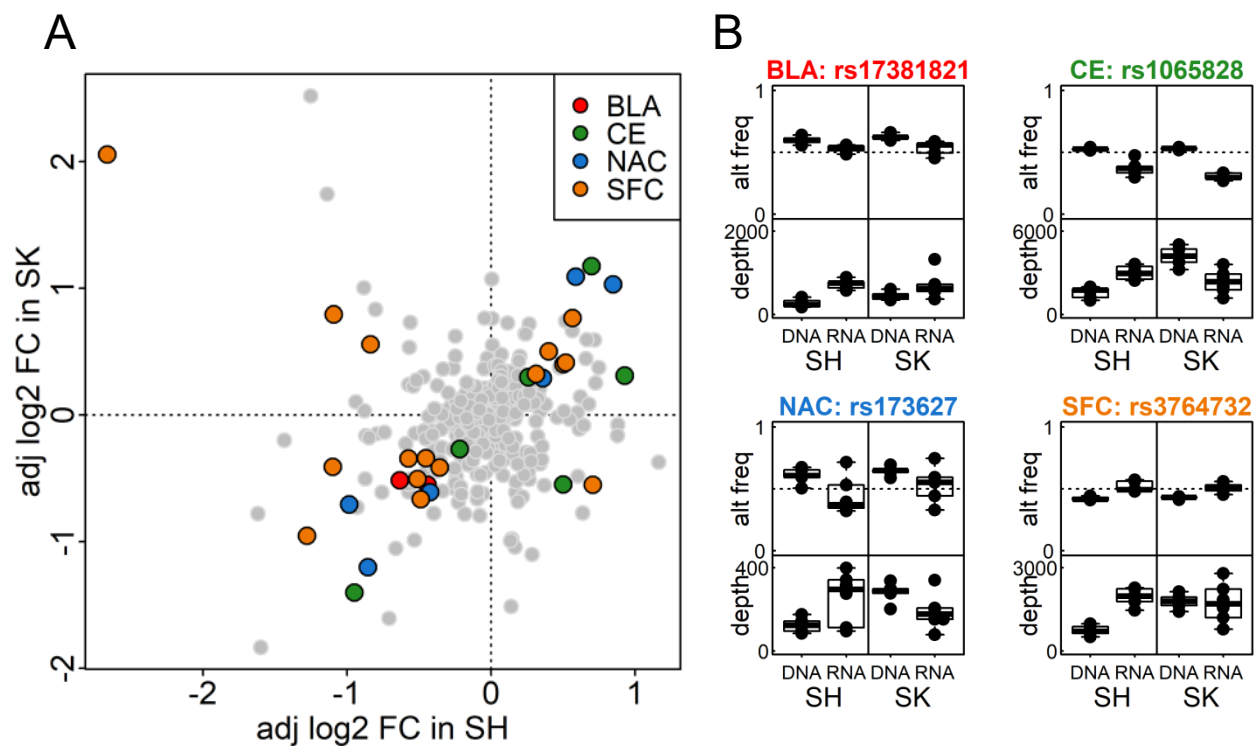 A
adj log2 FC in SK
2
1
0
-1
-2
BLA
CE
NAC
SFC
-2 -1 0 1
adj log2 FC in SH
B
BLA: rs17381821
alt freq
1
0
depth
2000
0
DNA RNA DNA RNA
SH SK
CE: rs1065828
alt freq
1
0
depth
6000
0
DNA RNA DNA RNA
SH SK
NAC: rs173627
alt freq
1
0
depth
400
0
DNA RNA DNA RNA
SH SK
SFC: rs3764732
alt freq
1
0
depth
3000
0
DNA RNA DNA RNA
SH SK